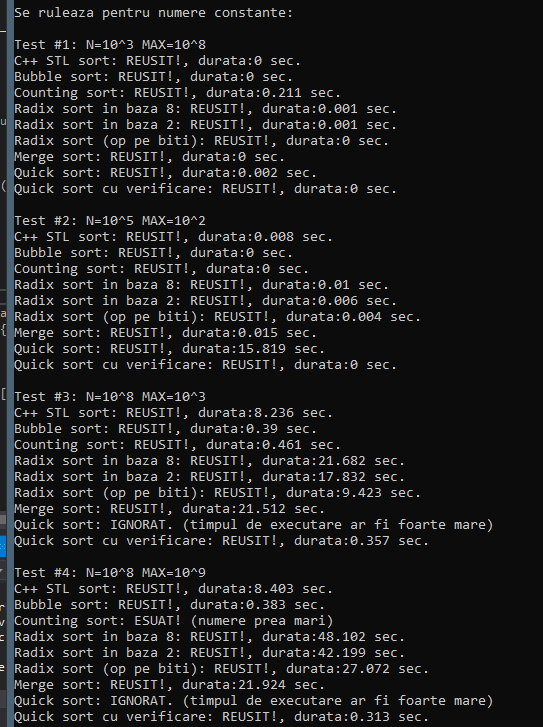 Se ruleaza pentru numere constante:
Test #1: N=10^3 MAX=10^8
C++ STL sort: REUSIT!, durata:0 sec.
Bubble sort: REUSIT!, durata:0 sec.
Counting sort: REUSIT!, durata:0.211 sec.
Radix sort in baza 8: REUSIT!, durata:0.001 sec.
Radix sort in baza 2: REUSIT!, durata:0.001 sec.
Radix sort (op pe biti): REUSIT!, durata:0 sec.
Merge sort: REUSIT!, durata:0 sec.
Quick sort: REUSIT!, durata:0.002 sec.
Quick sort cu verificare: REUSIT!, durata:0 sec.
Test #2: N=10^5 MAX=10^2
C++ STL sort: REUSIT!, durata:0.008 sec.
Bubble sort: REUSIT!, durata:0 sec.
Counting sort: REUSIT!, durata:0 sec.
Radix sort in baza 8: REUSIT!, durata:0.01 sec.
Radix sort in baza 2: REUSIT!, durata:0.006 sec.
Radix sort (op pe biti): REUSIT!, durata:0.004 sec.
Merge sort: REUSIT!, durata:0.015 sec.
Quick sort: REUSIT!, durata:15.819 sec.
Quick sort cu verificare: REUSIT!, durata:0 sec.
Test #3: N=10^8 MAX=10^3
C++ STL sort: REUSIT!, durata:8.236 sec.
Bubble sort: REUSIT!, durata:0.39 sec.
Counting sort: REUSIT!, durata:0.461 sec.
Radix sort in baza 8: REUSIT!, durata:21.682 sec.
Radix sort in baza 2: REUSIT!, durata:17.832 sec.
Radix sort (op pe biti): REUSIT!, durata:9.423 sec.
Merge sort: REUSIT!, durata:21.512 sec.
Quick sort: IGNORAT. (timpul de executare ar fi foarte mare)
Quick sort cu verificare: REUSIT!, durata:0.357 sec.
Test #4: N=10^8 MAX=10^9
C++ STL sort: REUSIT!, durata:8.403 sec.
Bubble sort: REUSIT!, durata:0.383 sec.
Counting sort: ESUAT! (numere prea mari)
Radix sort in baza 8: REUSIT!, durata:48.102 sec.
Radix sort in baza 2: REUSIT!, durata:42.199 sec.
Radix sort (op pe biti): REUSIT!, durata:27.072 sec.
Merge sort: REUSIT!, durata:21.924 sec.
Quick sort: IGNORAT. (timpul de executare ar fi foarte mare)
Quick sort cu verificare: REUSIT!, durata:0.313 sec.